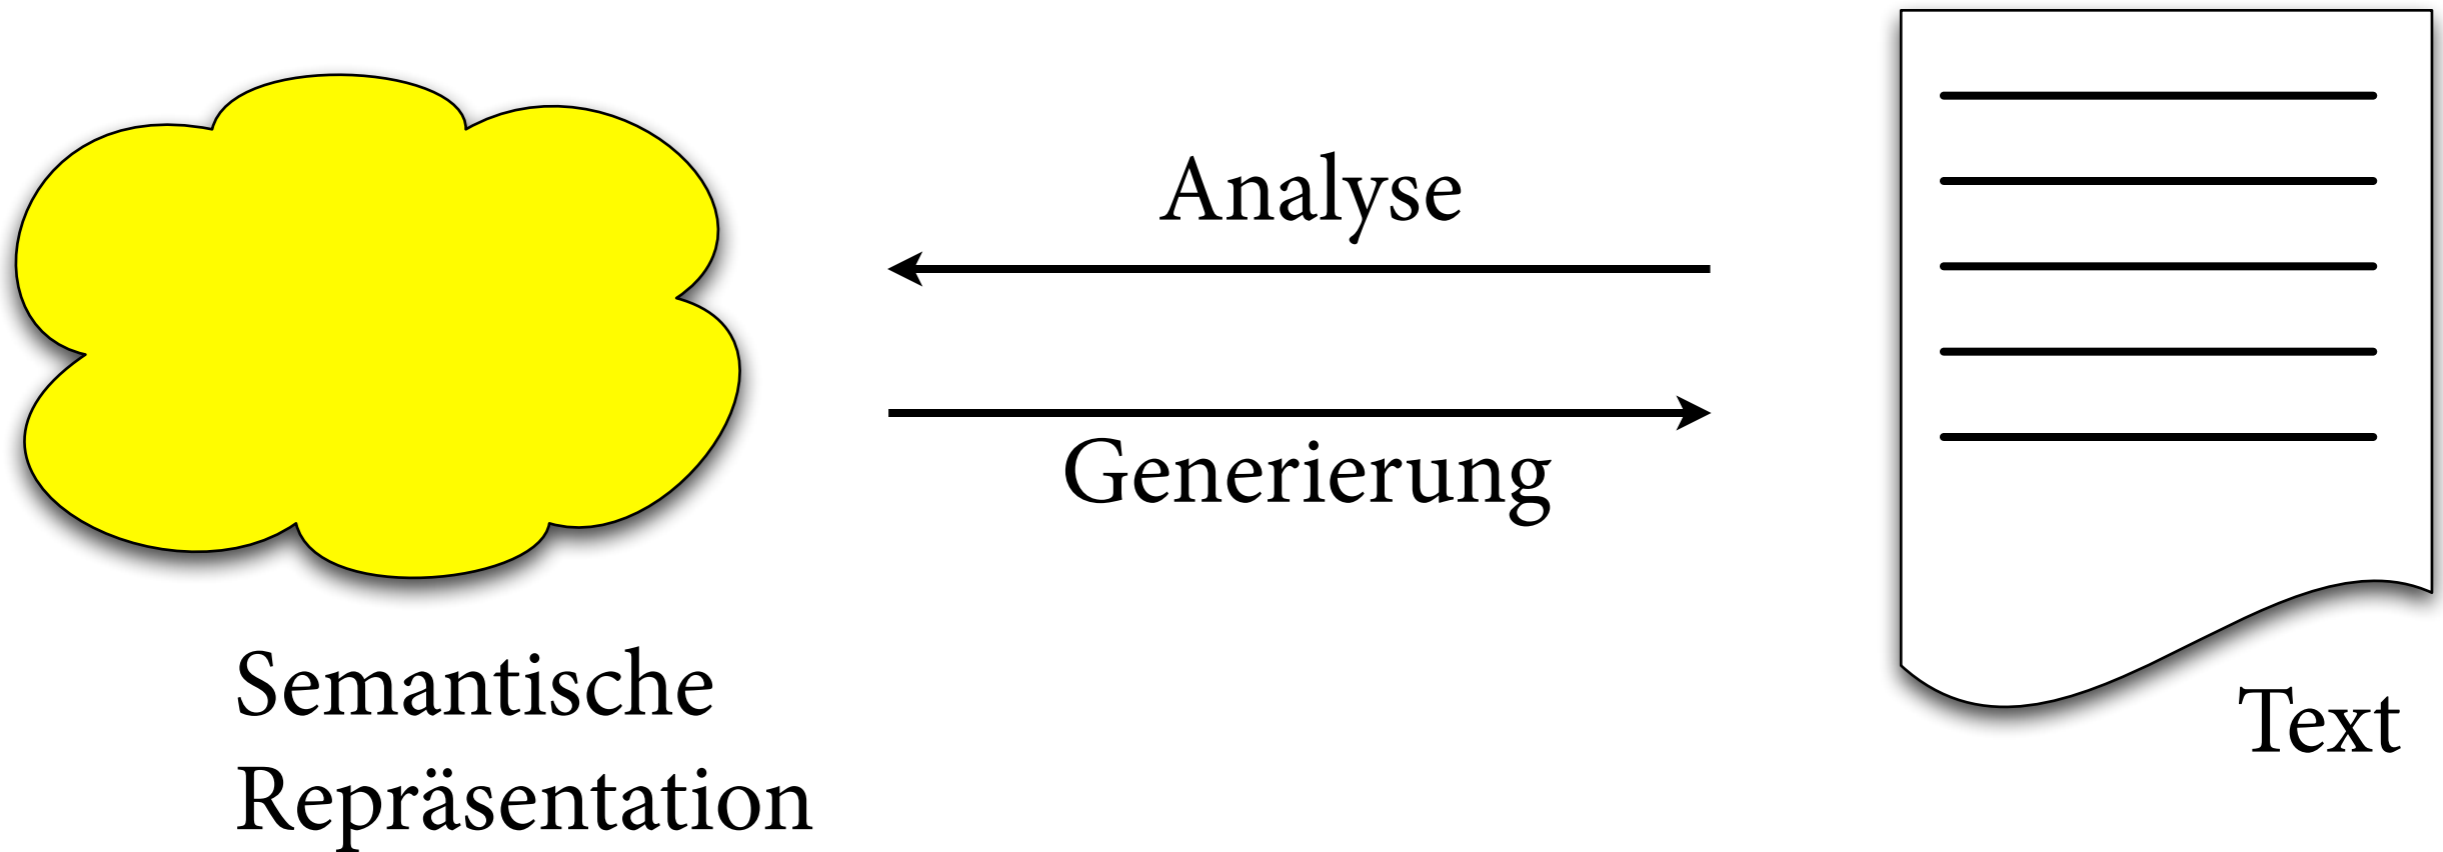 Analyse
Generierung
Semantische
Repräsentation
Text